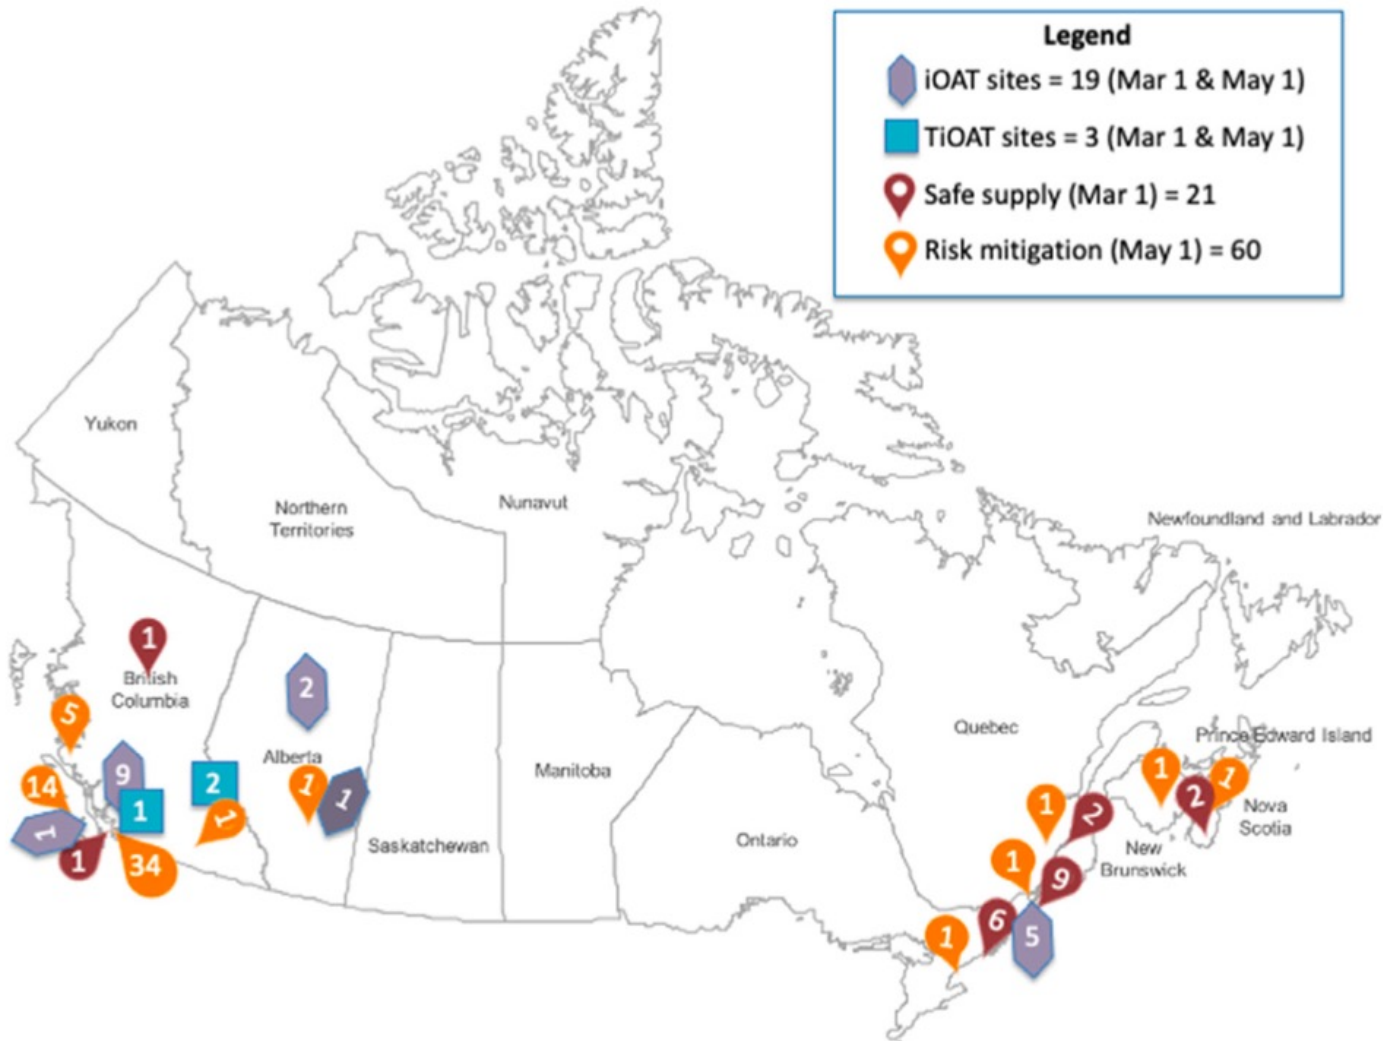 Legend
iOAT sites = 19 (Mar 1 & May 1)
TiOAT sites = 3 (Mar 1 & May 1)
Safe supply (Mar 1) = 21
Risk mitigation (May 1) = 60
Yukon
Northern
Territories
Nunavut
Newfoundland and Labrador
1
British
Columbia
2
5
Quebec
Prince Edward Island
Alberta
Manitoba
9
14
1
2
1
1
1
1
1
1
2
1
Nova
Scotia
1
2
Saskatchewan
Ontario
New
Brunswick
1
34
1
9
6
1
5